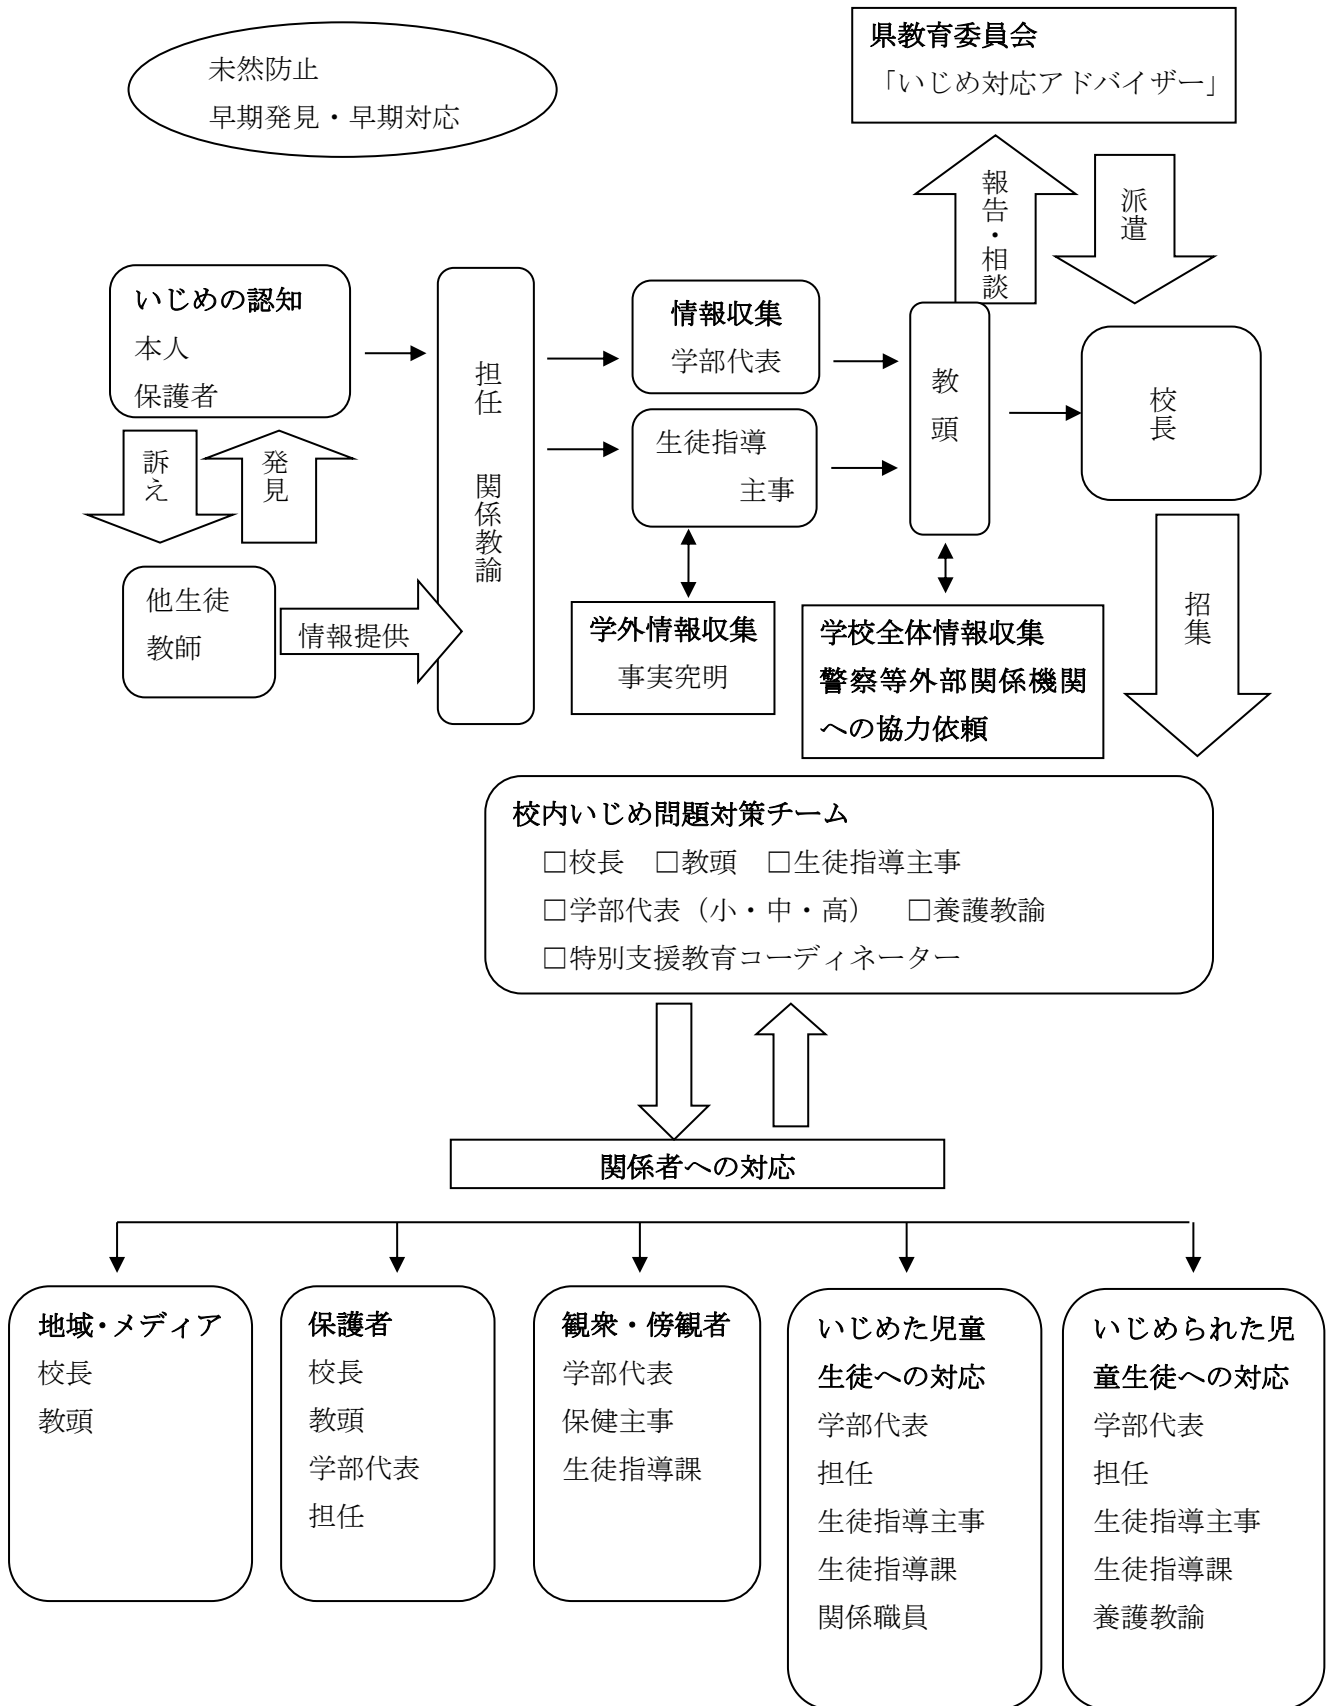 未然防止
早期発見・早期対応
県教育委員会
「いじめ対応アドバイザー」
報告・相談
派遣
いじめの認知
本人
保護者
訴え
発見
他生徒
教師
情報提供
担任　関係教諭
情報収集
学部代表
生徒指導
主事
学外情報収集
事実究明
教頭
学校全体情報収集
警察等外部関係機関
への協力依頼
校長
招集
校内いじめ問題対策チーム
□校長　□教頭　□生徒指導主事
□学部代表（小・中・高）　□養護教諭
□特別支援教育コーディネーター
関係者への対応
地域・メディア
校長
教頭
保護者
校長
教頭
学部代表
担任
観衆・傍観者
学部代表
保健主事
生徒指導課
いじめた児童
生徒への対応
学部代表
担任
生徒指導主事
生徒指導課
関係職員
いじめられた児
童生徒への対応
学部代表
担任
生徒指導主事
生徒指導課
養護教諭